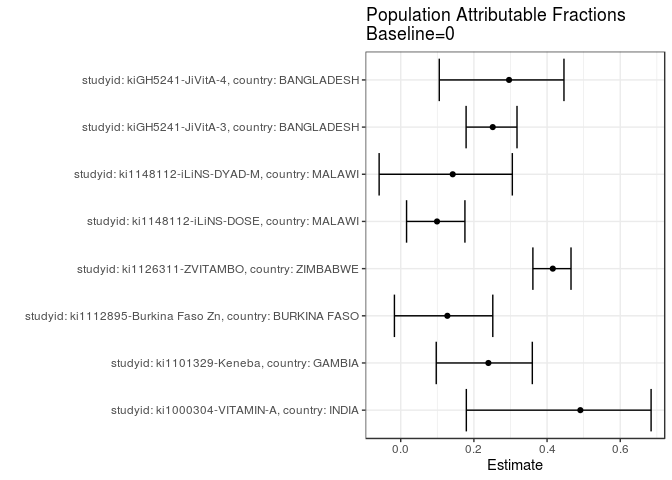 Population Attributable Fractions
Baseline=0
studyid: kiGH5241-JiVitA-4, country: BANGLADESH
studyid: kiGH5241-JiVitA-3, country: BANGLADESH
studyid: ki1148112-iLiNS-DYAD-M, country: MALAWI
studyid: ki1148112-iLiNS-DOSE, country: MALAWI
studyid: ki1126311-ZVITAMBO, country: ZIMBABWE
studyid: ki1112895-Burkina Faso Zn, country: BURKINA FASO
studyid: ki1101329-Keneba, country: GAMBIA
studyid: ki1000304-VITAMIN-A, country: INDIA
0.0 0.2 0.4 0.6
Estimate